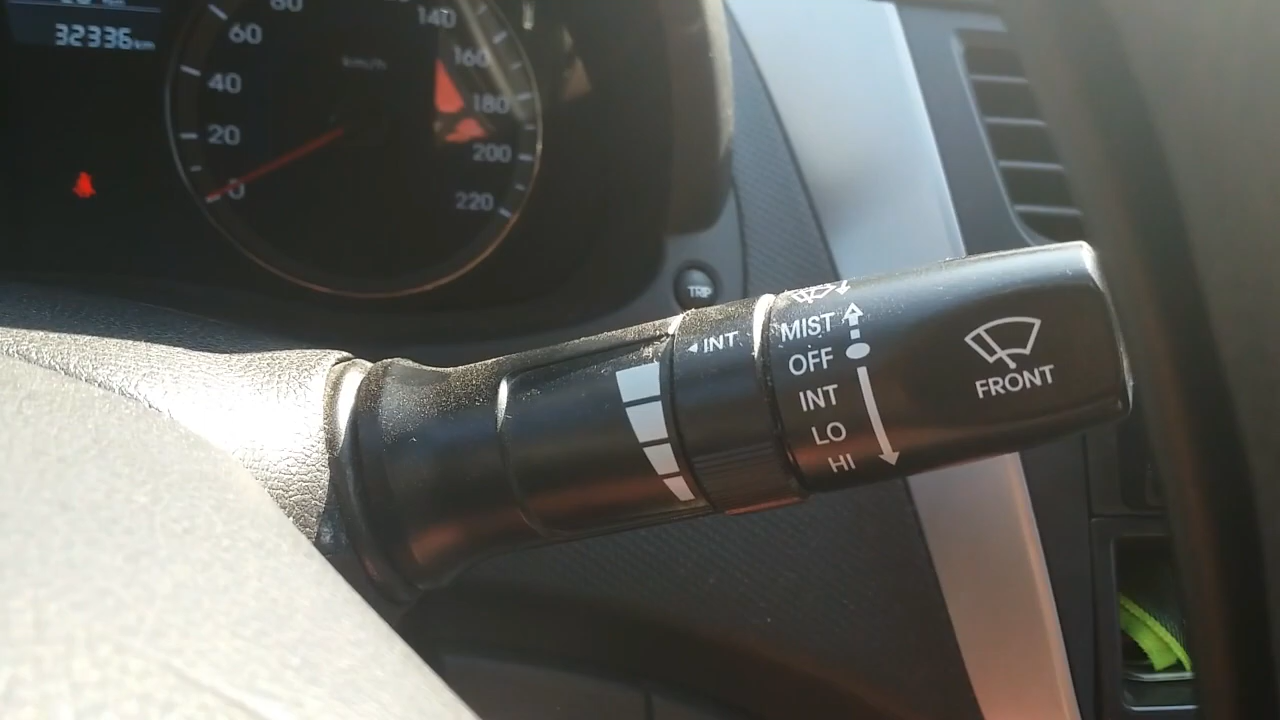 32336km
60
80
140
40
km/h
160
20
180
0
200
220
TRIP
◄INT
MIST
OFF
INT
LO
HI
FRONT